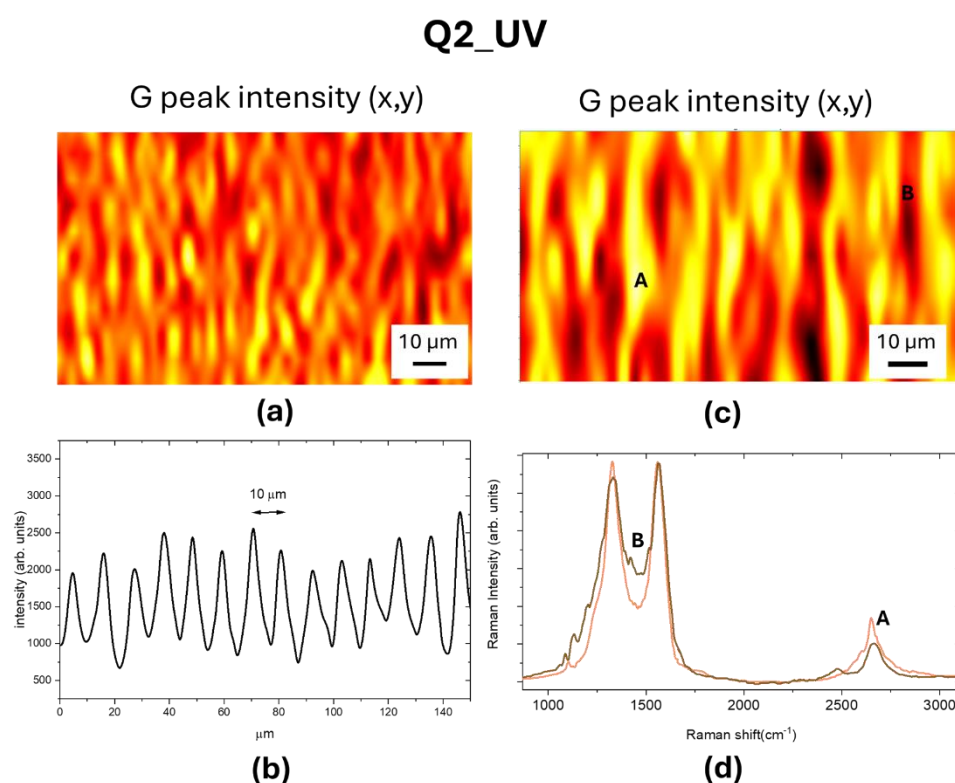 Q2_UV
G peak intensity (x,y)
G peak intensity (x,y)
A
B
10 μm
10 μm
(a)
(c)
3500
3000
2500
2000
1500
1000
500
intensity (arb. units)
10 μm
0
20
40
60
80
100
120
140
μm
(b)
Raman Intensity (arb. units)
B
A
1000
1500
2000
2500
3000
Raman shift(cm⁻¹)
(d)